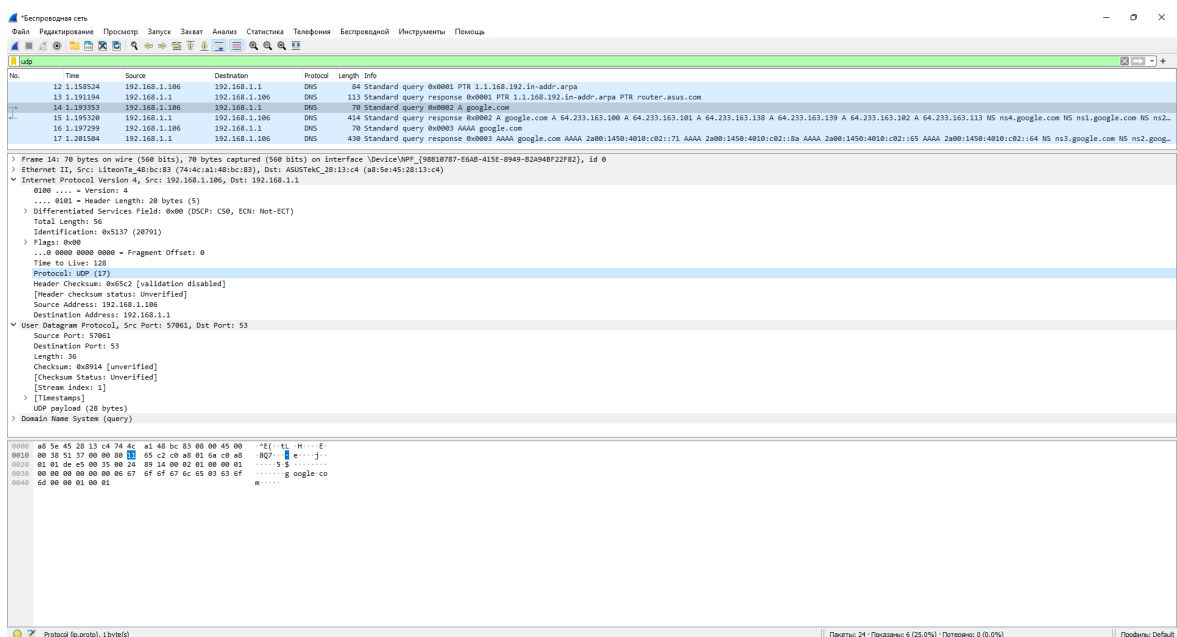 *Беспроводная сеть
Файл Редактирование Просмотр Запуск Захват Анализ Статистика Телефония Беспроводной Инструменты Помощь
udp
No. Time Source Destination Protocol Length Info
12 1.158524 192.168.1.106 192.168.1.1 DNS 84 Standard query 0x0001 PTR 1.1.168.192.in-addr.arpa
13 1.191194 192.168.1.1 192.168.1.106 DNS 113 Standard query response 0x0001 PTR 1.1.168.192.in-addr.arpa PTR router.asus.com
14 1.193353 192.168.1.106 192.168.1.1 DNS 70 Standard query 0x0002 A google.com
15 1.195320 192.168.1.1 192.168.1.106 DNS 414 Standard query response 0x0002 A google.com A 64.233.163.100 A 64.233.163.101 A 64.233.163.138 A 64.233.163.139 A 64.233.163.102 A 64.233.163.113 NS ns4.google.com NS ns1.google.com NS ns2…
16 1.197299 192.168.1.106 192.168.1.1 DNS 70 Standard query 0x0003 AAAA google.com
17 1.201504 192.168.1.1 192.168.1.106 DNS 430 Standard query response 0x0003 AAAA google.com AAAA 2a00:1450:4010:c02::71 AAAA 2a00:1450:4010:c02::8a AAAA 2a00:1450:4010:c02::65 AAAA 2a00:1450:4010:c02::64 NS ns3.google.com NS ns2.goog…
Frame 14: 70 bytes on wire (560 bits), 70 bytes captured (560 bits) on interface \Device\NPF_{98B10787-E6AB-415E-8949-B2A94BF22F82}, id 0
Ethernet II, Src: LiteonTe_48:bc:83 (74:4c:a1:48:bc:83), Dst: ASUSTekC_28:13:c4 (a8:5e:45:28:13:c4)
Internet Protocol Version 4, Src: 192.168.1.106, Dst: 192.168.1.1
0100 .... = Version: 4
.... 0101 = Header Length: 20 bytes (5)
Differentiated Services Field: 0x00 (DSCP: CS0, ECN: Not-ECT)
Total Length: 56
Identification: 0x5137 (20791)
Flags: 0x00
...0 0000 0000 0000 = Fragment Offset: 0
Time to Live: 128
Protocol: UDP (17)
Header Checksum: 0x65c2 [validation disabled]
[Header checksum status: Unverified]
Source Address: 192.168.1.106
Destination Address: 192.168.1.1
User Datagram Protocol, Src Port: 57061, Dst Port: 53
Source Port: 57061
Destination Port: 53
Length: 36
Checksum: 0x8914 [unverified]
[Checksum Status: Unverified]
[Stream index: 1]
[Timestamps]
UDP payload (28 bytes)
Domain Name System (query)
0000 a8 5e 45 28 13 c4 74 4c a1 48 bc 83 08 00 45 00 ·^E(··tL ·H····E·
0010 00 38 51 37 00 00 80 11 65 c2 c0 a8 01 6a c0 a8 ·8Q7···· e····j··
0020 01 01 de e5 00 35 00 24 89 14 00 02 01 00 00 01 ·····5·$ ········
0030 00 00 00 00 00 00 06 67 6f 6f 67 6c 65 03 63 6f ·······g oogle·co
0040 6d 00 00 01 00 01 m·····
Protocol (ip.proto), 1 byte(s) Пакеты: 24 · Показаны: 6 (25.0%) · Потеряно: 0 (0.0%) Профиль: Default